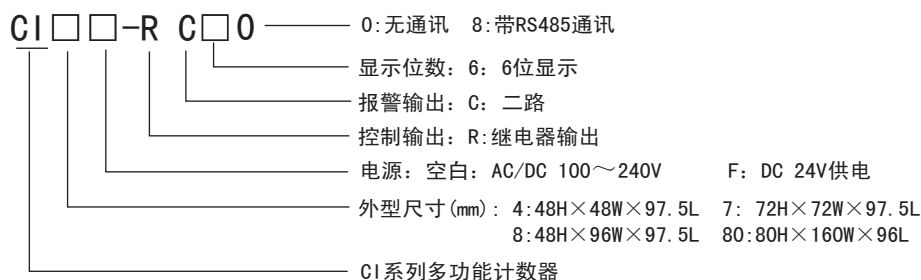 CI□□-R C□0
0:无通讯 8:带RS485通讯
显示位数：6：6位显示
报警输出：C：二路
控制输出：R:继电器输出
电源：空白：AC/DC 100～240V F：DC 24V供电
外型尺寸(mm)：4:48H×48W×97.5L 7：72H×72W×97.5L
8:48H×96W×97.5L 80:80H×160W×96L
CI系列多功能计数器